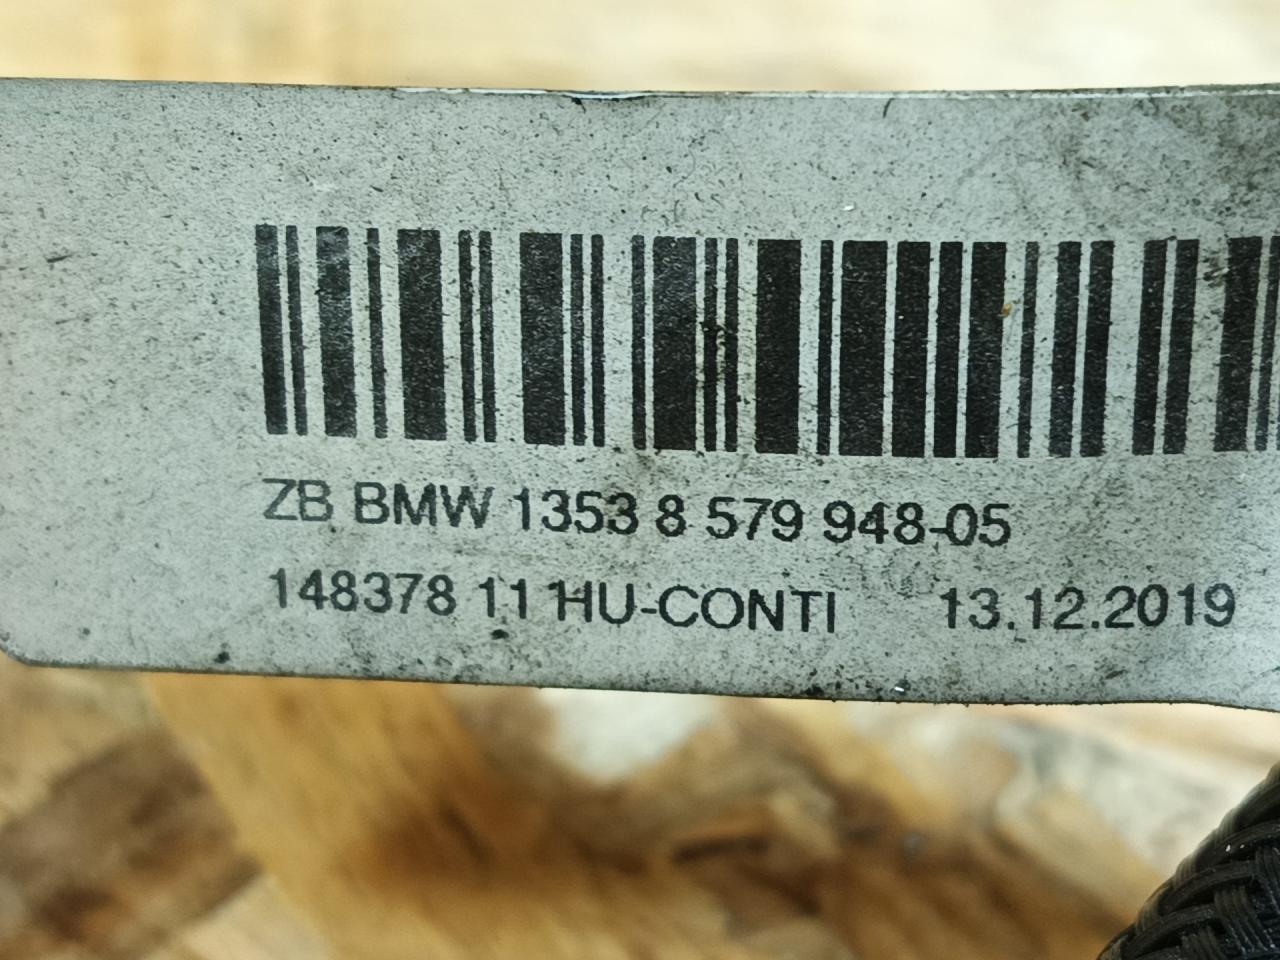 ZB BMW 1353 8 579 948-05
148378 11 HU-CONTI 13.12.2019